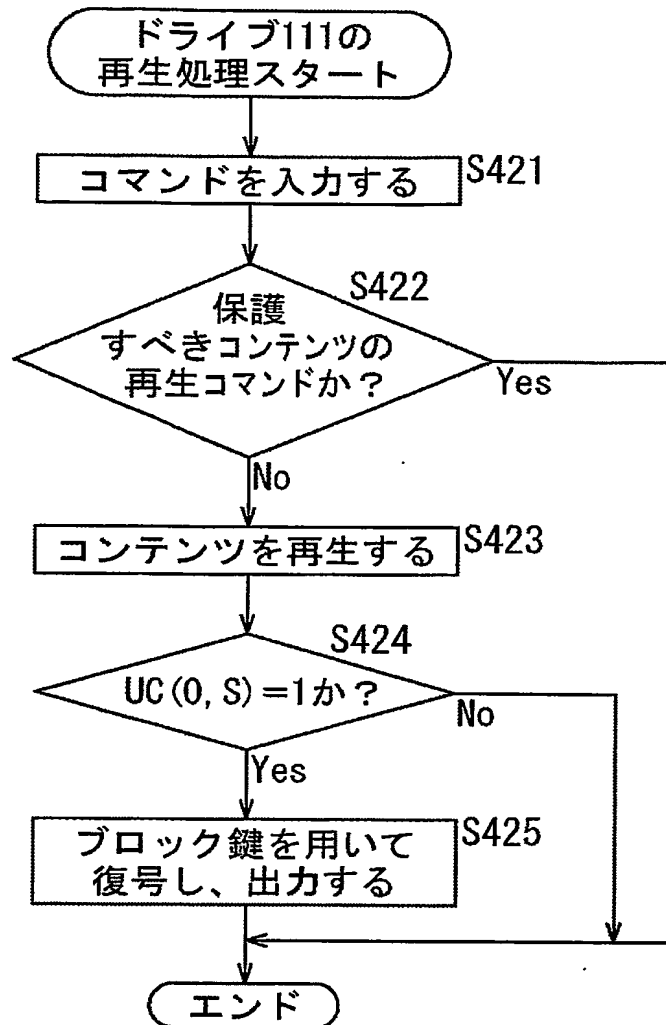 ドライブ111の
再生処理スタート
コマンドを入力する
S421
S422
保護
すべきコンテンツの
再生コマンドか？
Yes
No
コンテンツを再生する
S423
S424
UC(O,S)=1か？
No
Yes
ブロック鍵を用いて
復号し、出力する
S425
エンド